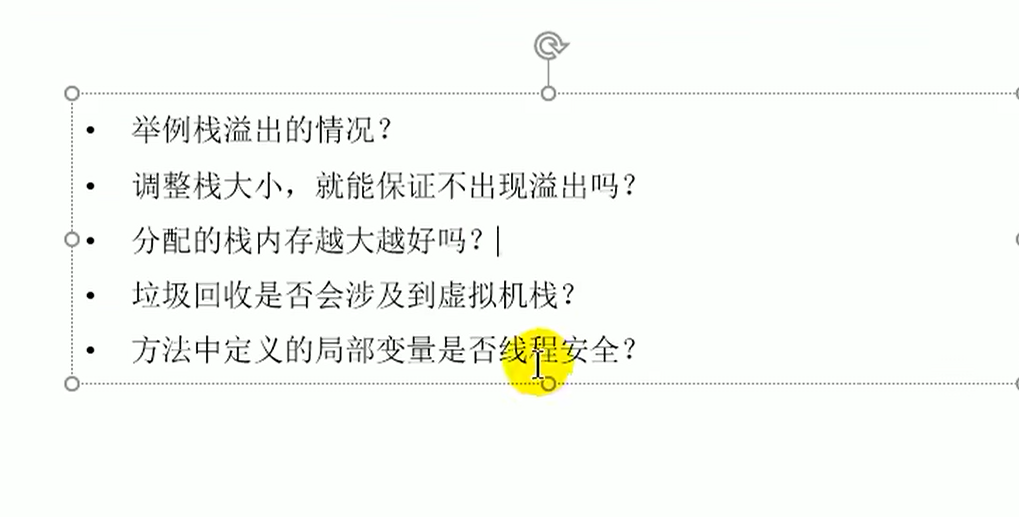 • 举例栈溢出的情况?
• 调整栈大小，就能保证不出现溢出吗?
• 分配的栈内存越大越好吗?
• 垃圾回收是否会涉及到虚拟机栈?
• 方法中定义的局部变量是否线程安全?